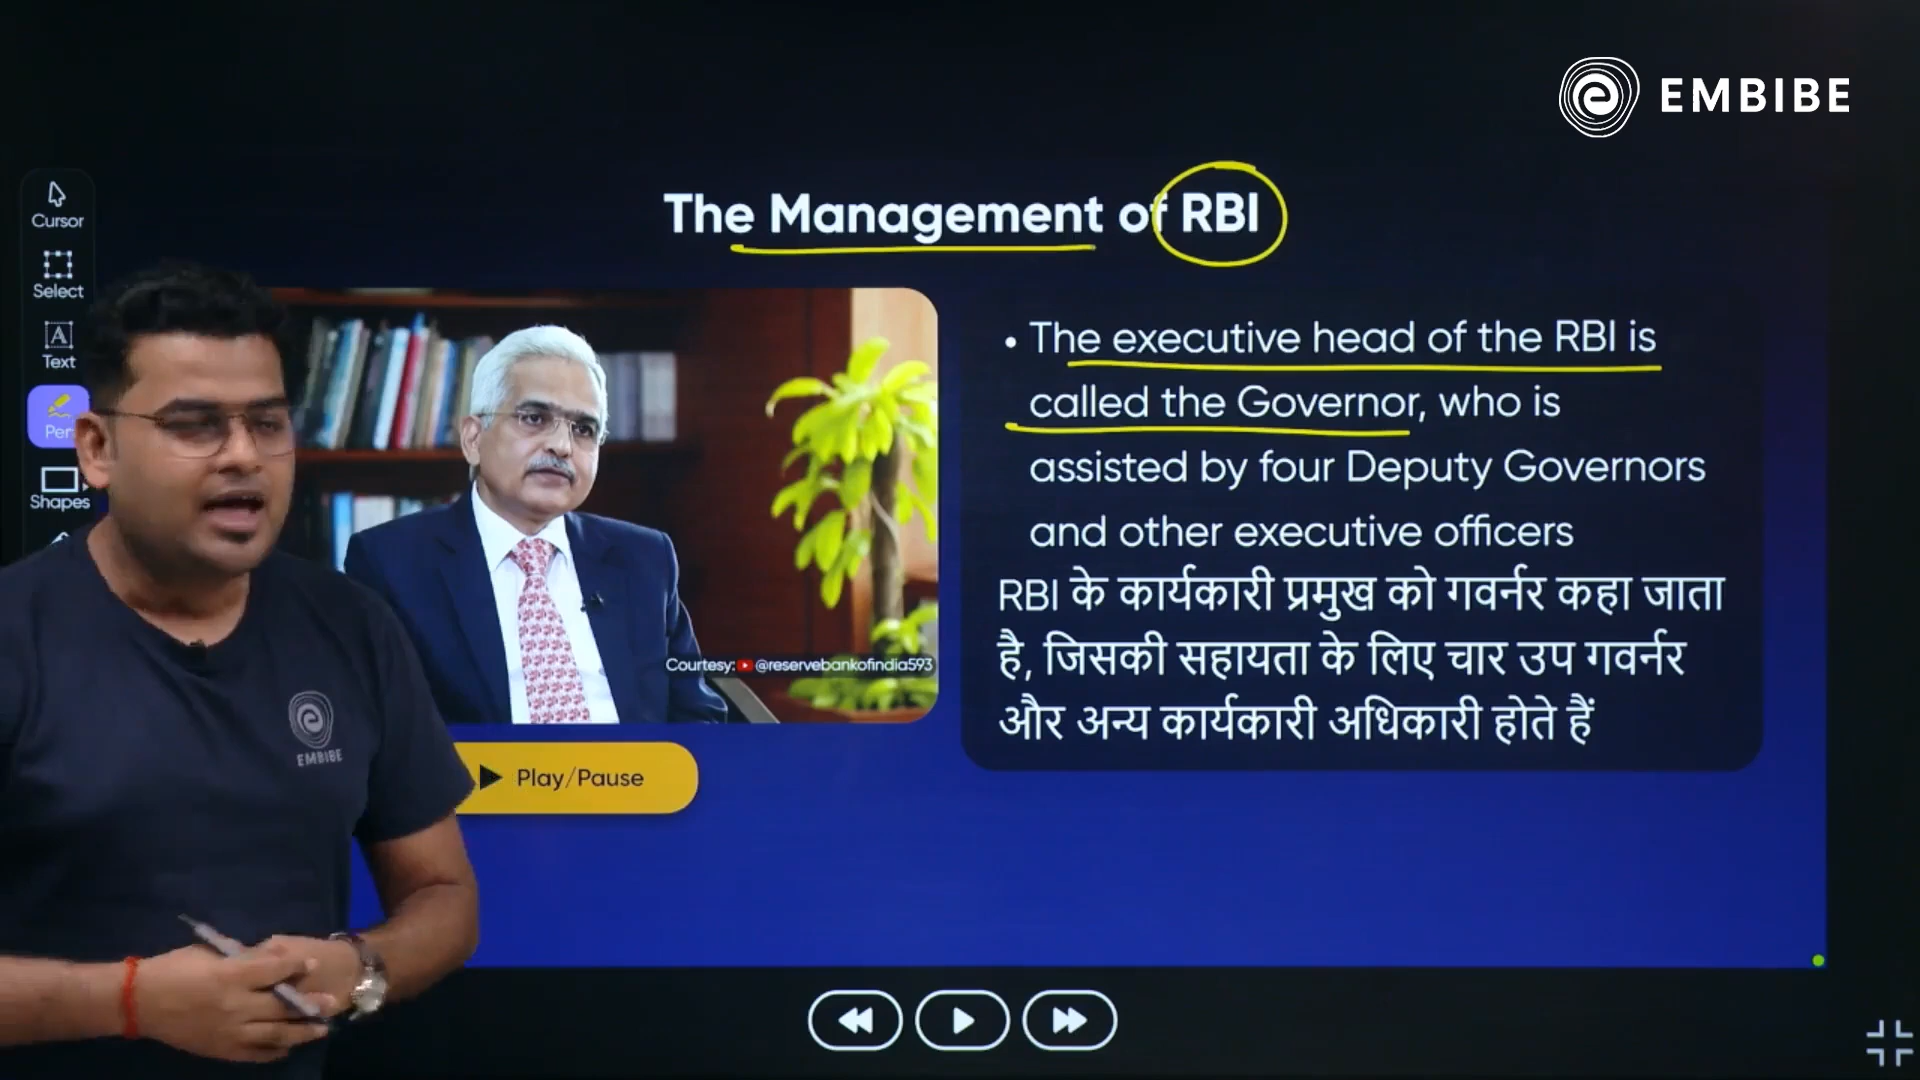 EMBIBE
The Management of RBI
Cursor
Select
Text
Pen
Shapes
• The executive head of the RBI is
called the Governor, who is
assisted by four Deputy Governors
and other executive officers
RBI के कार्यकारी प्रमुख को गवर्नर कहा जाता
है, जिसकी सहायता के लिए चार उप गवर्नर
और अन्य कार्यकारी अधिकारी होते हैं
Courtesy: @reservebankofindia593
Play/Pause
EMBIBE